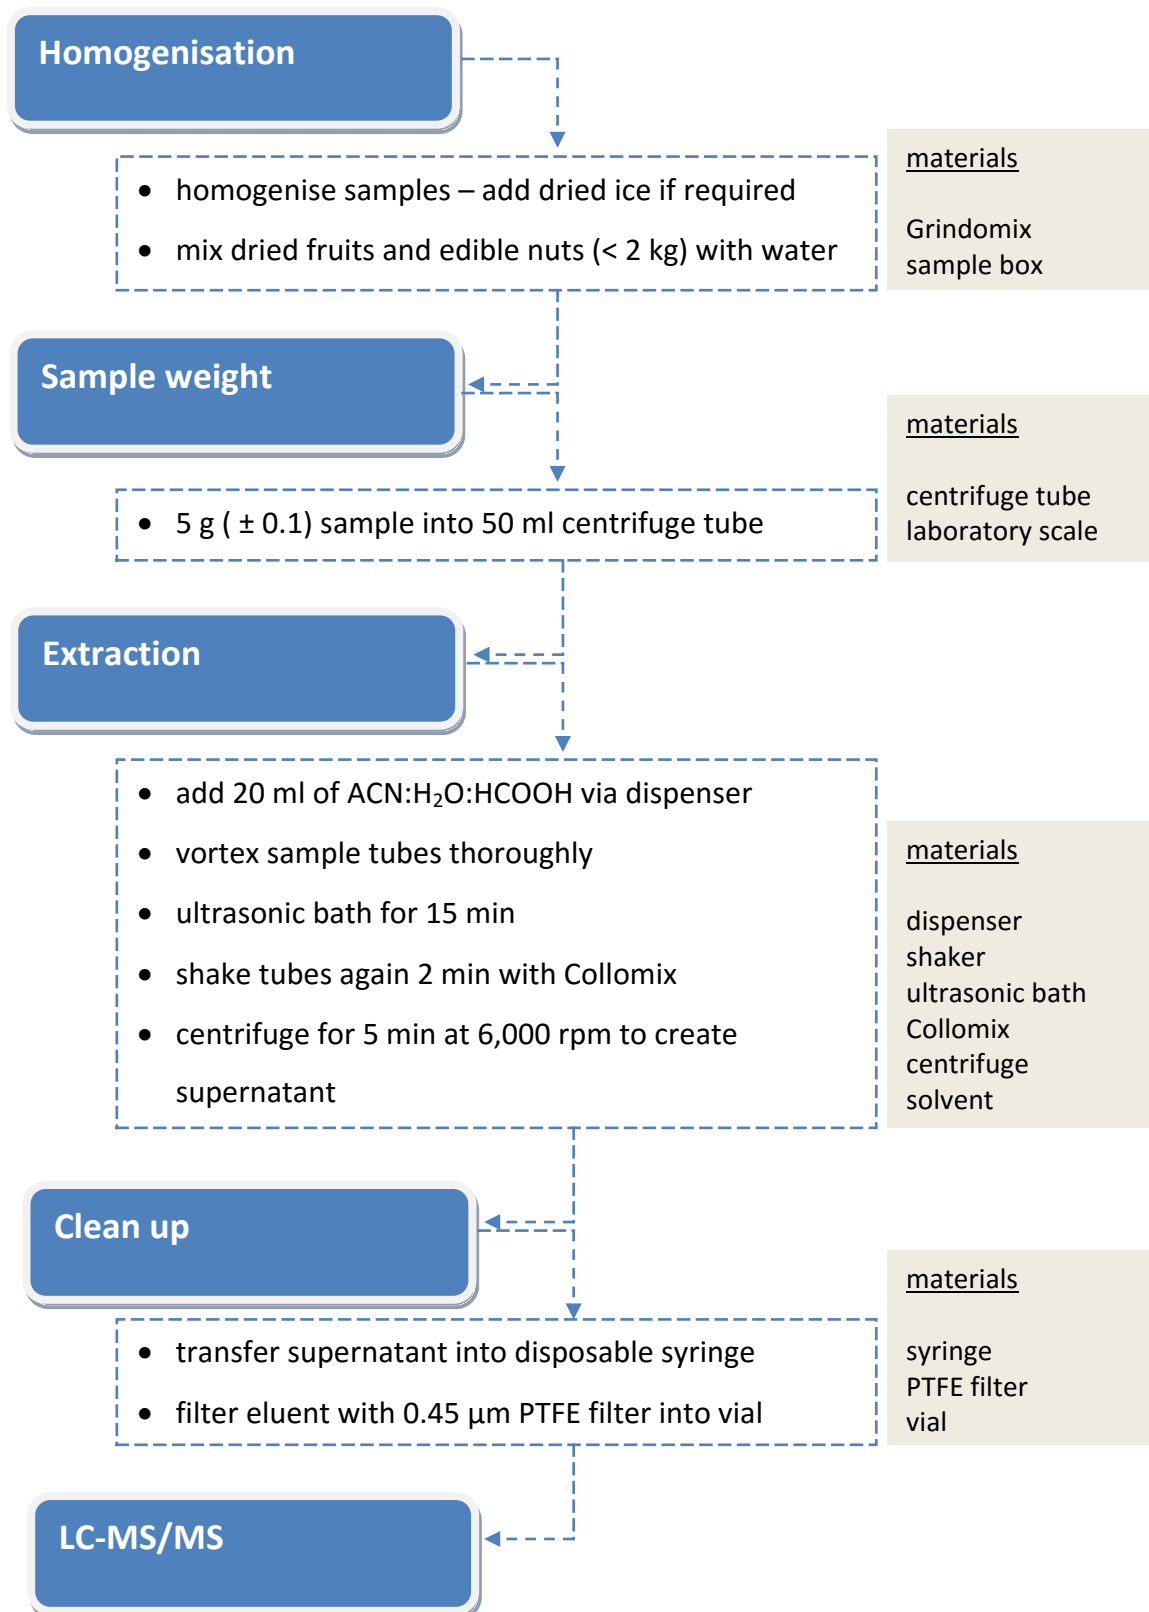 Homogenisation
• homogenise samples – add dried ice if required
• mix dried fruits and edible nuts (< 2 kg) with water
materials
Grindomix
sample box
Sample weight
• 5 g ( ± 0.1) sample into 50 ml centrifuge tube
materials
centrifuge tube
laboratory scale
Extraction
• add 20 ml of ACN:H₂O:HCOOH via dispenser
• vortex sample tubes thoroughly
• ultrasonic bath for 15 min
• shake tubes again 2 min with Collomix
• centrifuge for 5 min at 6,000 rpm to create
supernatant
materials
dispenser
shaker
ultrasonic bath
Collomix
centrifuge
solvent
Clean up
• transfer supernatant into disposable syringe
• filter eluent with 0.45 µm PTFE filter into vial
materials
syringe
PTFE filter
vial
LC-MS/MS